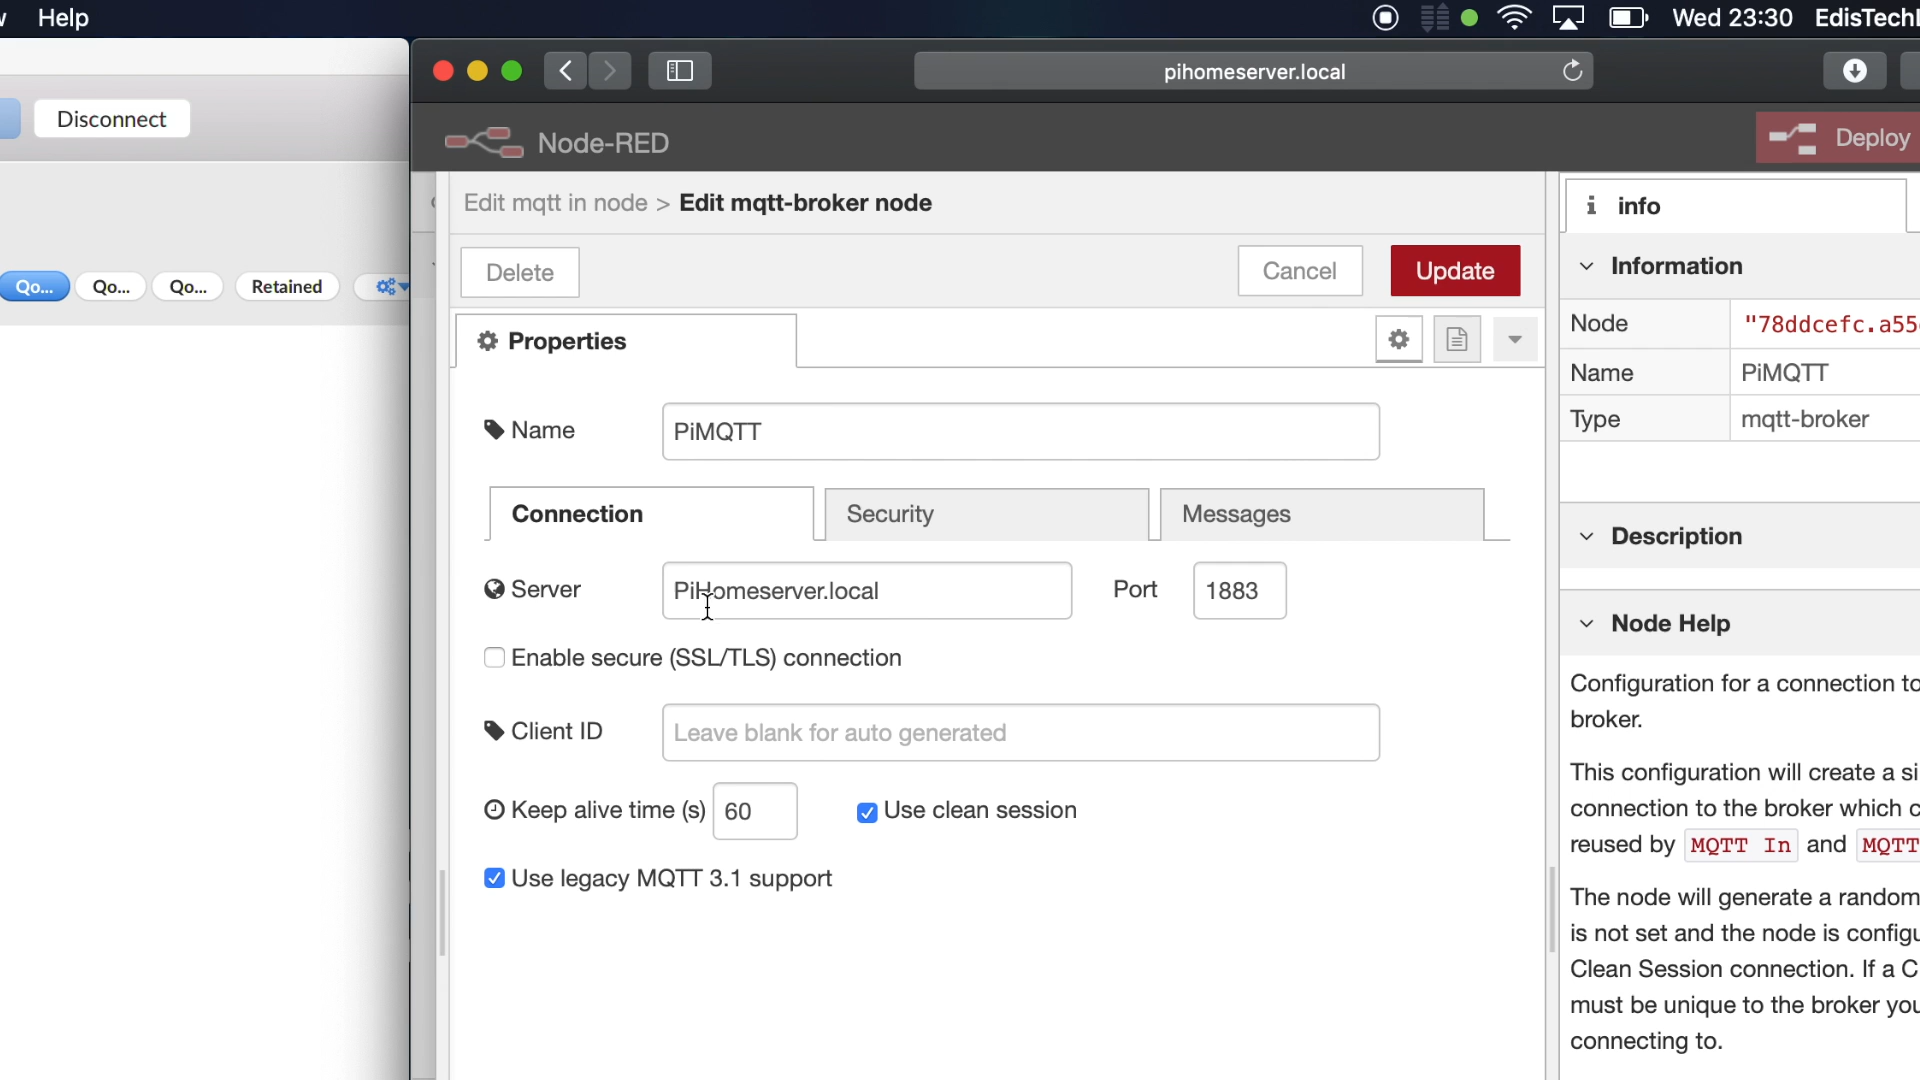 Help
Wed 23:30
Disconnect
Qo...
Qo...
Qo...
Retained
pihomeserver.local
Node-RED
Deploy
Edit mqtt in node > Edit mqtt-broker node
Delete
Cancel
Update
Properties
Name
PiMQTT
Connection
Security
Messages
Server
PiHomeserver.local
Port
1883
Enable secure (SSL/TLS) connection
Client ID
Leave blank for auto generated
Keep alive time (s)
60
Use clean session
Use legacy MQTT 3.1 support
i info
Information
Node
"78ddcefc.a55
Name
PiMQTT
Type
mqtt-broker
Description
Node Help
Configuration for a connection to
broker.
This configuration will create a si
connection to the broker which c
reused by MQTT In and MQTT
The node will generate a random
is not set and the node is configu
Clean Session connection. If a C
must be unique to the broker you
connecting to.